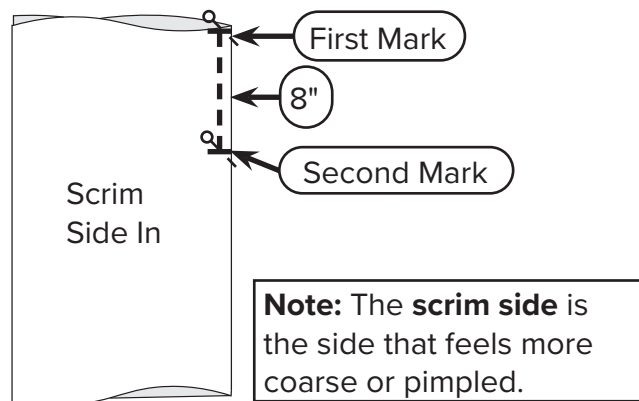 First Mark
8"
Second Mark
Scrim
Side In
Note: The scrim side is
the side that feels more
coarse or pimpled.